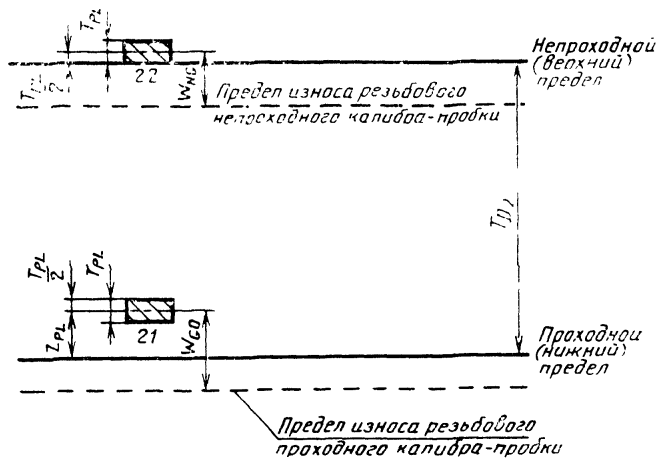 T_PL
T_PL/2
22
W_NG
Непроходной
(верхний)
предел
Предел износа резьбового
непроходного калибра-пробки
T_D2
T_PL/2
T_PL
Z_PL
21
W_GO
Проходной
(нижний)
предел
Предел износа резьбового
проходного калибра-пробки